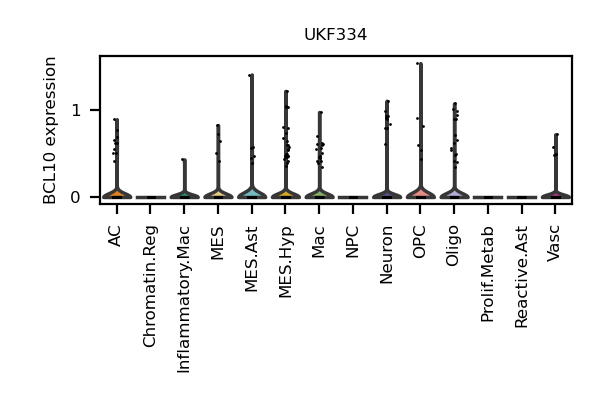 UKF334
BCL10 expression
1
0
AC
Chromatin.Reg
Inflammatory.Mac
MES
MES.Ast
MES.Hyp
Mac
NPC
Neuron
OPC
Oligo
Prolif.Metab
Reactive.Ast
Vasc